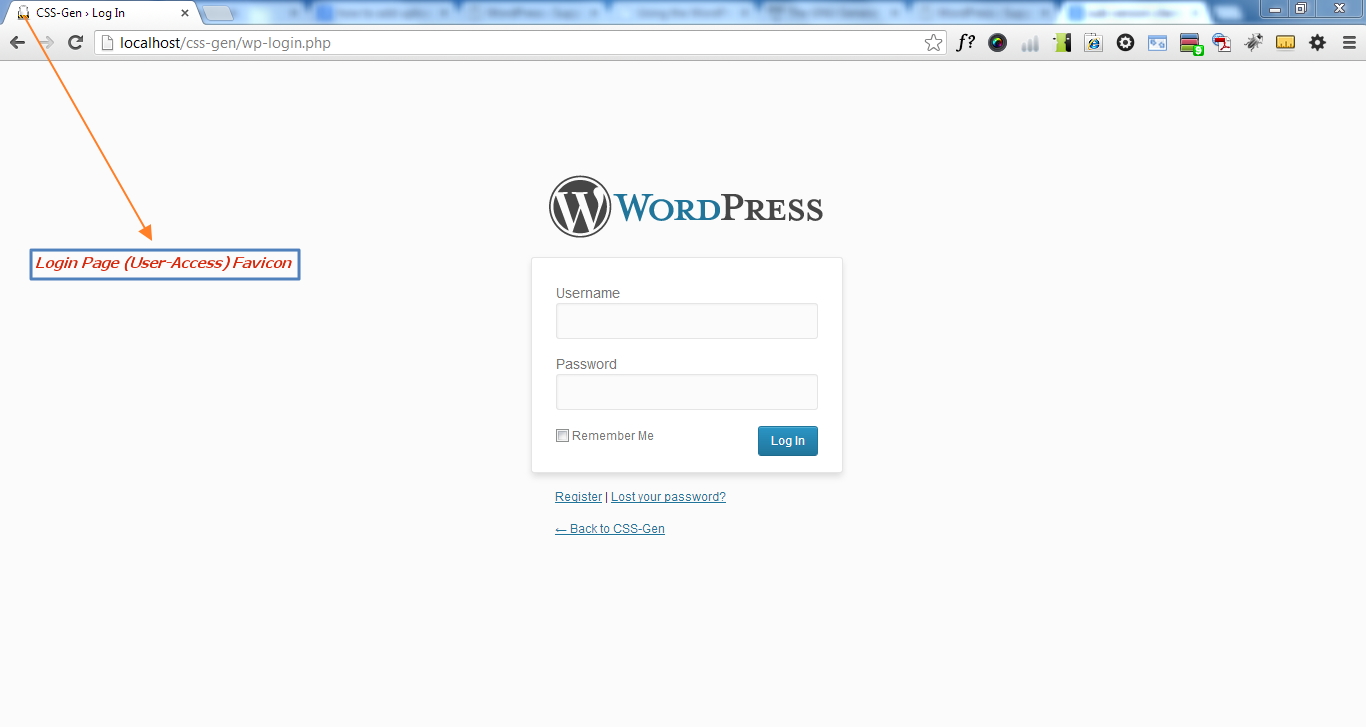 CSS-Gen › Log In
localhost/css-gen/wp-login.php
f?
WORDPRESS
Login Page (User-Access) Favicon
Username
Password
Remember Me
Log In
Register | Lost your password?
← Back to CSS-Gen